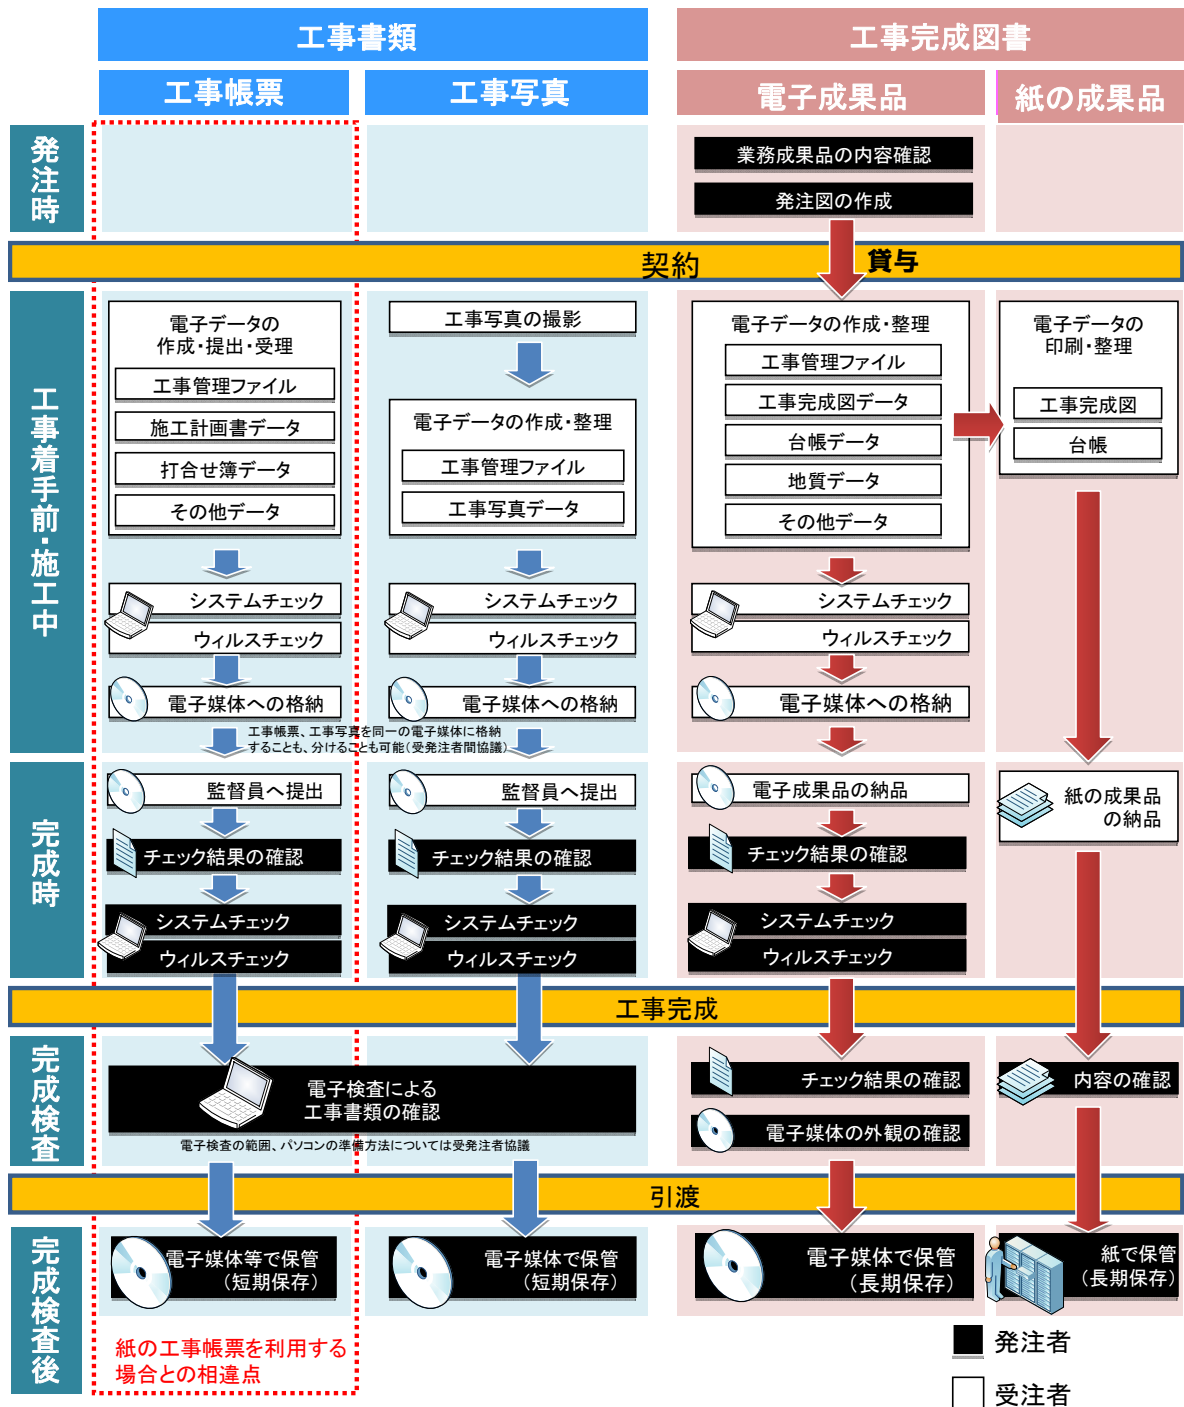 工事書類
工事完成図書
工事帳票
工事写真
電子成果品
紙の成果品
発注時
業務成果品の内容確認
発注図の作成
契約
貸与
工事着手前・施工中
電子データの
作成・提出・受理
工事管理ファイル
施工計画書データ
打合せ簿データ
その他データ
システムチェック
ウィルスチェック
電子媒体への格納
工事写真の撮影
電子データの作成・整理
工事管理ファイル
工事写真データ
システムチェック
ウィルスチェック
電子媒体への格納
工事帳票、工事写真を同一の電子媒体に格納
することも、分けることも可能（受発注者間協議）
電子データの作成・整理
工事管理ファイル
工事完成図データ
台帳データ
地質データ
その他データ
システムチェック
ウィルスチェック
電子媒体への格納
電子データの
印刷・整理
工事完成図
台帳
完成時
監督員へ提出
チェック結果の確認
システムチェック
ウィルスチェック
監督員へ提出
チェック結果の確認
システムチェック
ウィルスチェック
電子成果品の納品
チェック結果の確認
システムチェック
ウィルスチェック
紙の成果品
の納品
工事完成
完成検査
電子検査による
工事書類の確認
電子検査の範囲、パソコンの準備方法については受発注者協議
チェック結果の確認
電子媒体の外観の確認
内容の確認
引渡
完成検査後
電子媒体等で保管
（短期保存）
電子媒体で保管
（短期保存）
電子媒体で保管
（長期保存）
紙で保管
（長期保存）
紙の工事帳票を利用する
場合との相違点
発注者
受注者